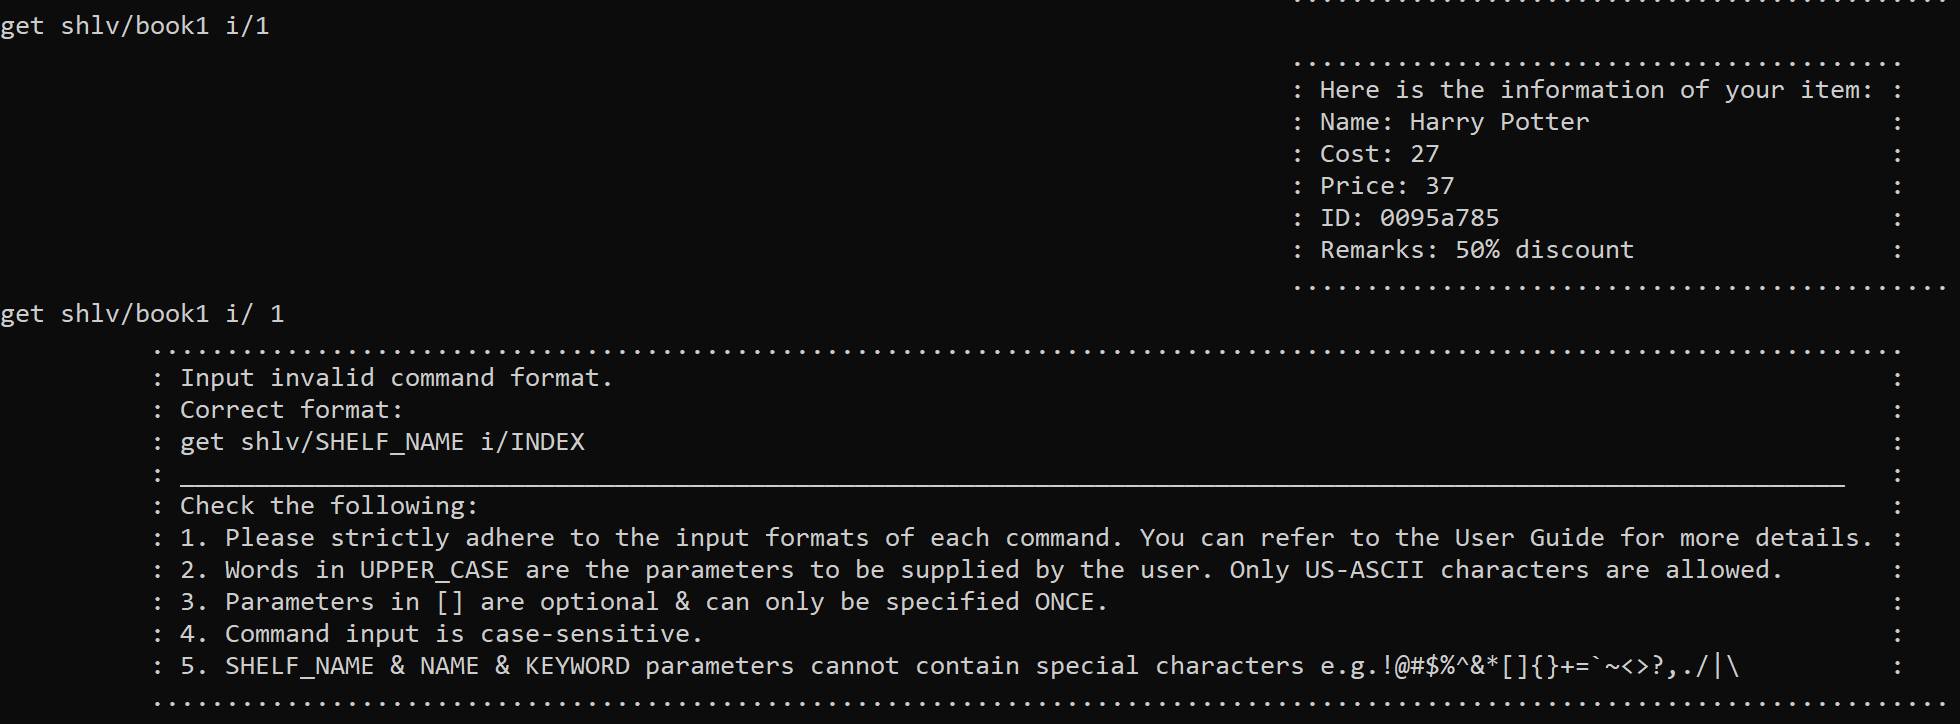 get shlv/book1 i/1
: Here is the information of your item: :
: Name: Harry Potter :
: Cost: 27 :
: Price: 37 :
: ID: 0095a785 :
: Remarks: 50% discount :
get shlv/book1 i/ 1
: Input invalid command format. :
: Correct format: :
: get shlv/SHELF_NAME i/INDEX :
: _______________________________________________________________________________________________________________ :
: Check the following: :
: 1. Please strictly adhere to the input formats of each command. You can refer to the User Guide for more details. :
: 2. Words in UPPER_CASE are the parameters to be supplied by the user. Only US-ASCII characters are allowed. :
: 3. Parameters in [] are optional & can only be specified ONCE. :
: 4. Command input is case-sensitive. :
: 5. SHELF_NAME & NAME & KEYWORD parameters cannot contain special characters e.g.!@#$%^&*[]{}+=`~<>?,./|\ :